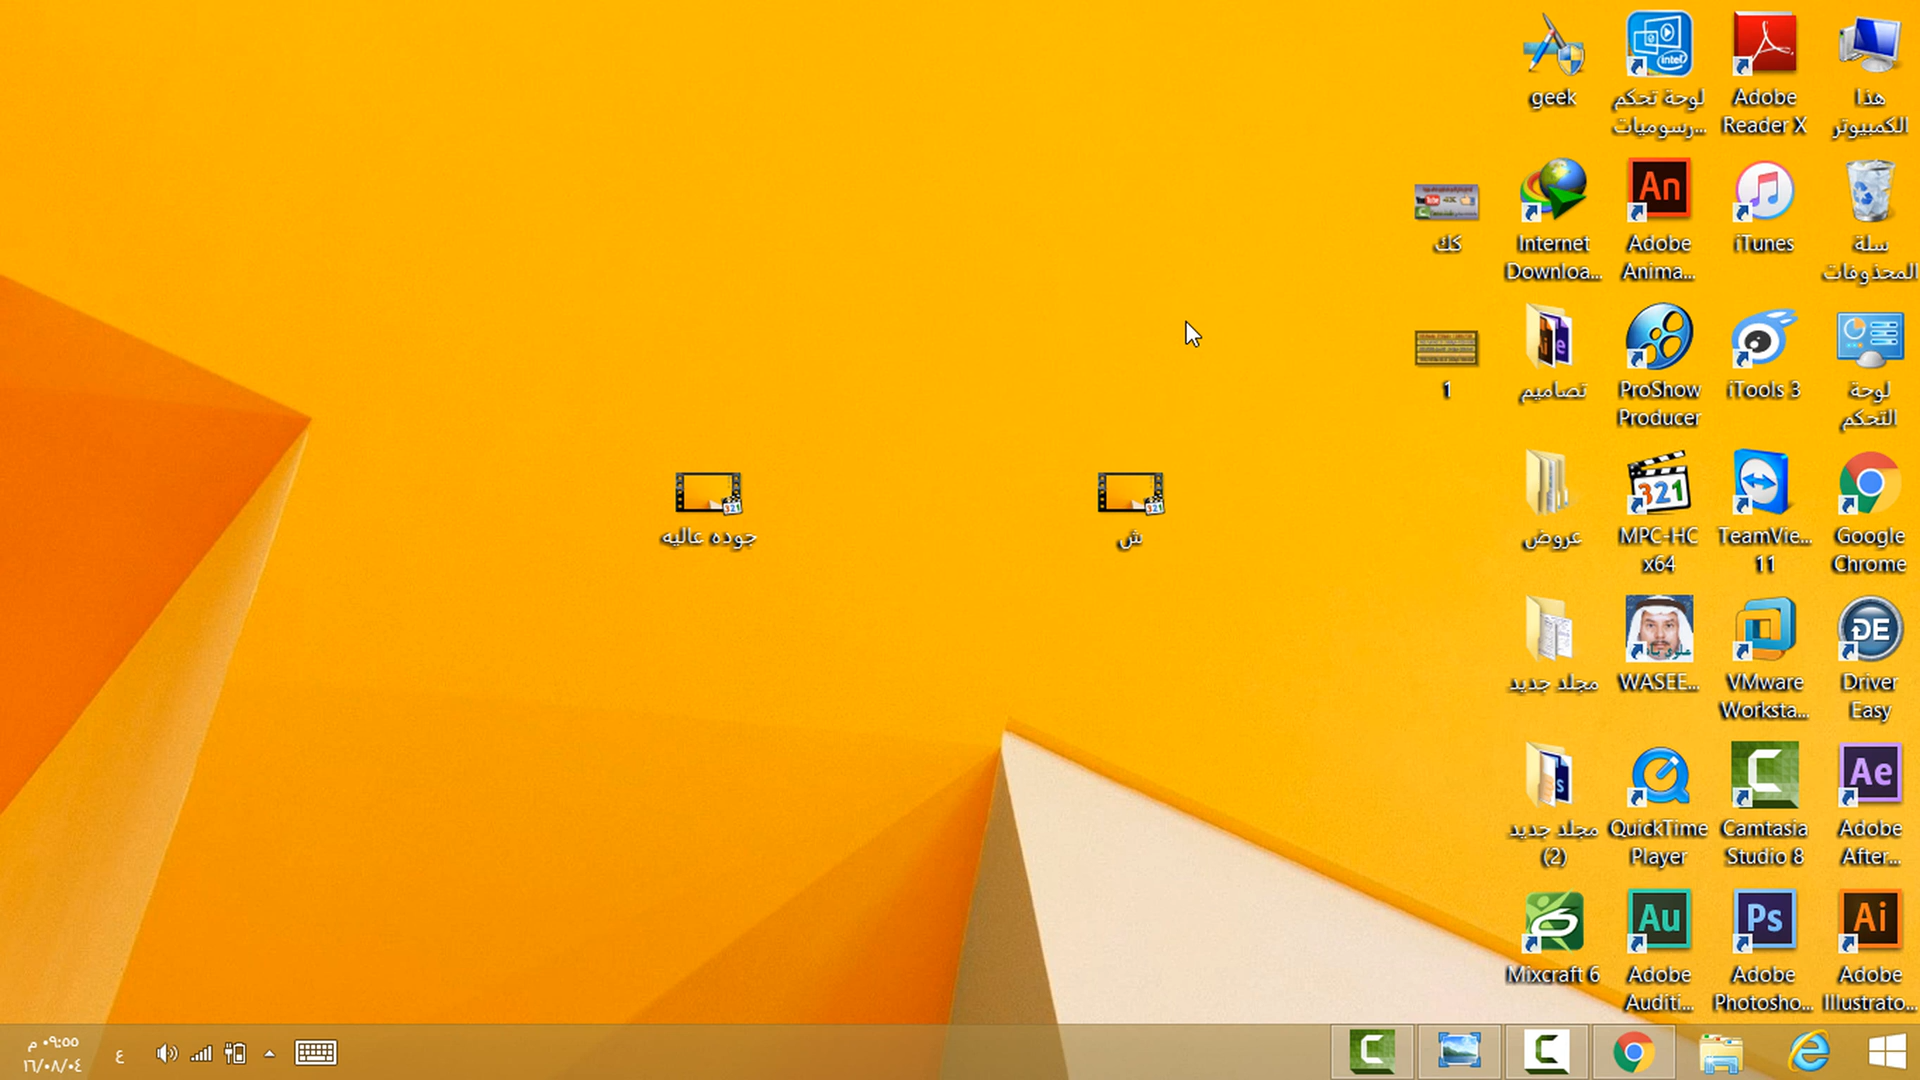 هذا
الكمبيوتر
Adobe
Reader X
لوحة تحكم
رسوميات...
geek
سلة
المحذوفات
iTunes
Adobe
Anima...
Internet
Downloa...
كك
لوحة
التحكم
iTools 3
ProShow
Producer
تصاميم
1
Google
Chrome
TeamVie...
11
MPC-HC
x64
عروض
ش
جوده عاليه
Driver
Easy
VMware
Worksta...
WASEE...
مجلد جديد
Adobe
After...
Camtasia
Studio 8
QuickTime
Player
مجلد جديد
(2)
Adobe
Illustrato...
Adobe
Photosho...
Adobe
Auditi...
Mixcraft 6
ع
٠٩:٥٥ م
١٦/٠٨/٠٤